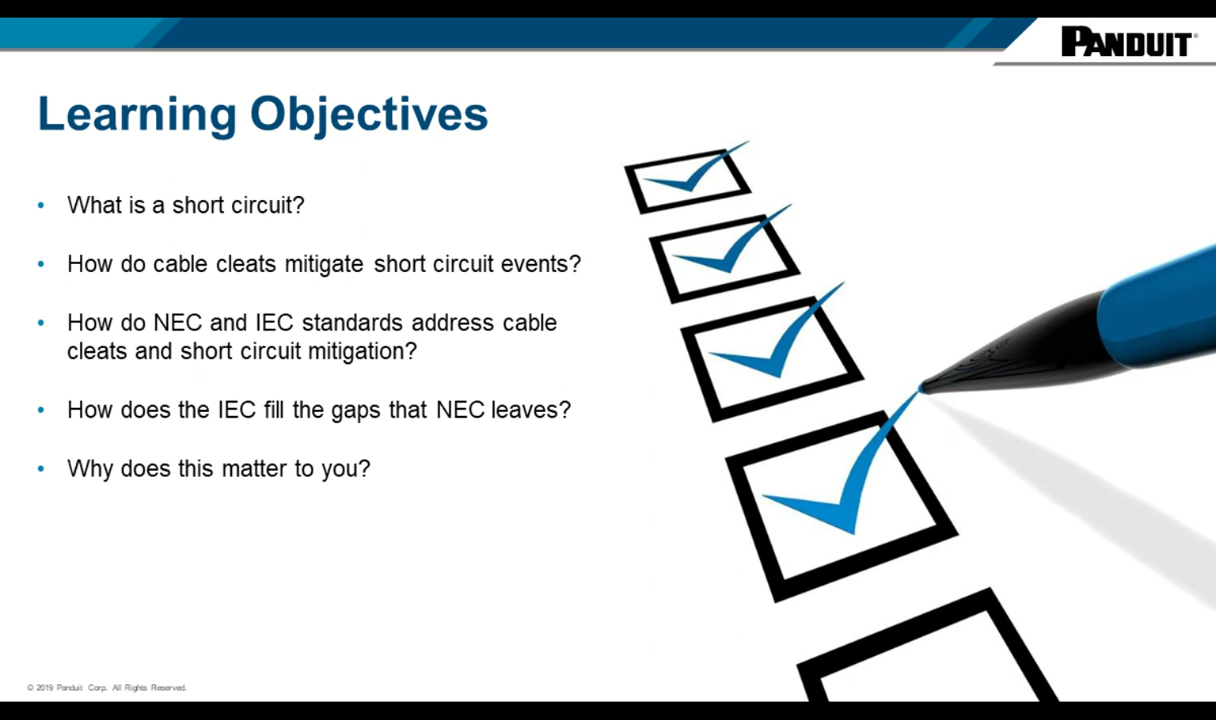 PANDUIT®
Learning Objectives
• What is a short circuit?
• How do cable cleats mitigate short circuit events?
• How do NEC and IEC standards address cable
cleats and short circuit mitigation?
• How does the IEC fill the gaps that NEC leaves?
• Why does this matter to you?
© 2019 Panduit Corp. All Rights Reserved.